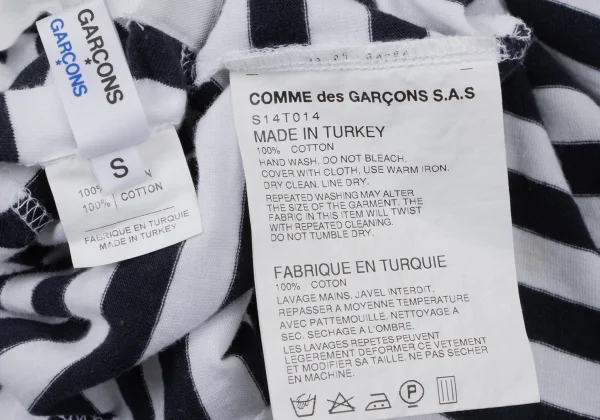 GARÇONS
GARÇONS
S
100%
100% COTTON
FABRIQUE EN TURQUIE
MADE IN TURKEY
COMME des GARÇONS S.A.S
S14T014
MADE IN TURKEY
100% COTTON
HAND WASH. DO NOT BLEACH.
COVER WITH CLOTH, USE WARM IRON.
DRY CLEAN. LINE DRY.
REPEATED WASHING MAY ALTER
THE SIZE OF THE GARMENT. THE
FABRIC IN THIS ITEM WILL TWIST
WITH REPEATED CLEANING.
DO NOT TUMBLE DRY.
FABRIQUE EN TURQUIE
100% COTON
LAVAGE MAINS. JAVEL INTERDIT.
REPASSER A MOYENNE TEMPERATURE
AVEC PATTEMOUILLE. NETTOYAGE A
SEC. SECHAGE A L'OMBRE.
LES LAVAGES REPETES PEUVENT
LEGEREMENT DEFORMER CE VETEMENT
ET MODIFIER SA TAILLE. NE PAS SECHER
EN MACHINE.
P